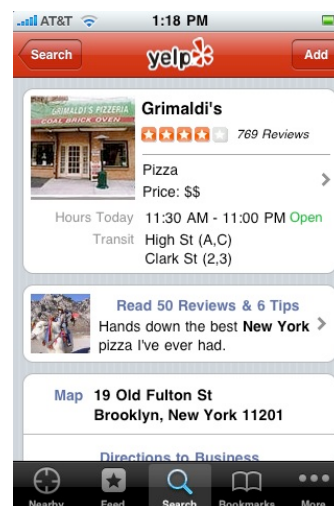 AT&T 1:18 PM
Search yelp Add
GRIMALDI'S PIZZERIA
COAL BRICK OVEN
Grimaldi's
769 Reviews
Pizza
Price: $$
Hours Today 11:30 AM - 11:00 PM Open
Transit High St (A,C)
Clark St (2,3)
Read 50 Reviews & 6 Tips
Hands down the best New York
pizza I've ever had.
Map 19 Old Fulton St
Brooklyn, New York 11201
Directions to Business
Nearby Feed Search Bookmarks More